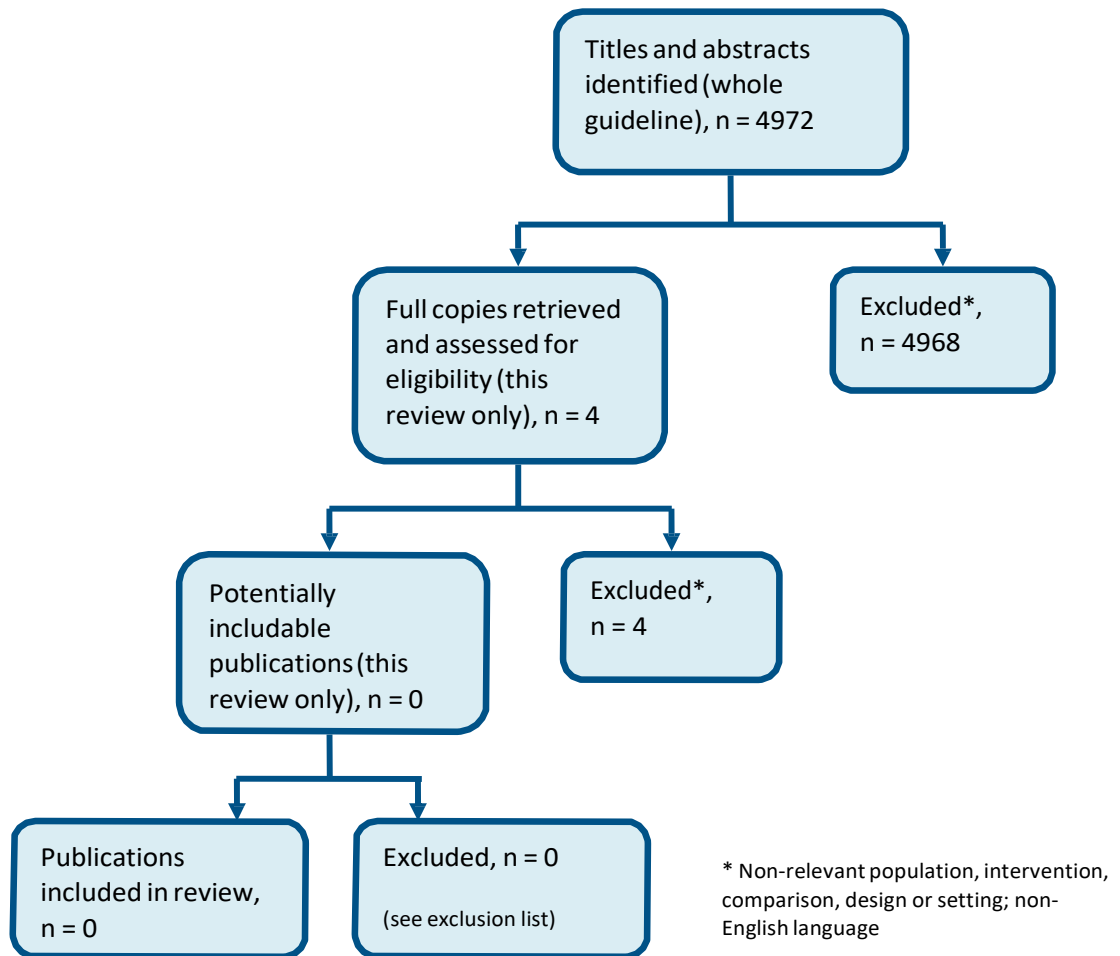 Titles and abstracts
identified (whole
guideline), n = 4972
Full copies retrieved
and assessed for
eligibility (this
review only), n = 4
Excluded*,
n = 4968
Potentially
includable
publications (this
review only), n = 0
Excluded*,
n = 4
Publications
included in review,
n = 0
Excluded, n = 0
(see exclusion list)
* Non-relevant population, intervention,
comparison, design or setting; non-
English language